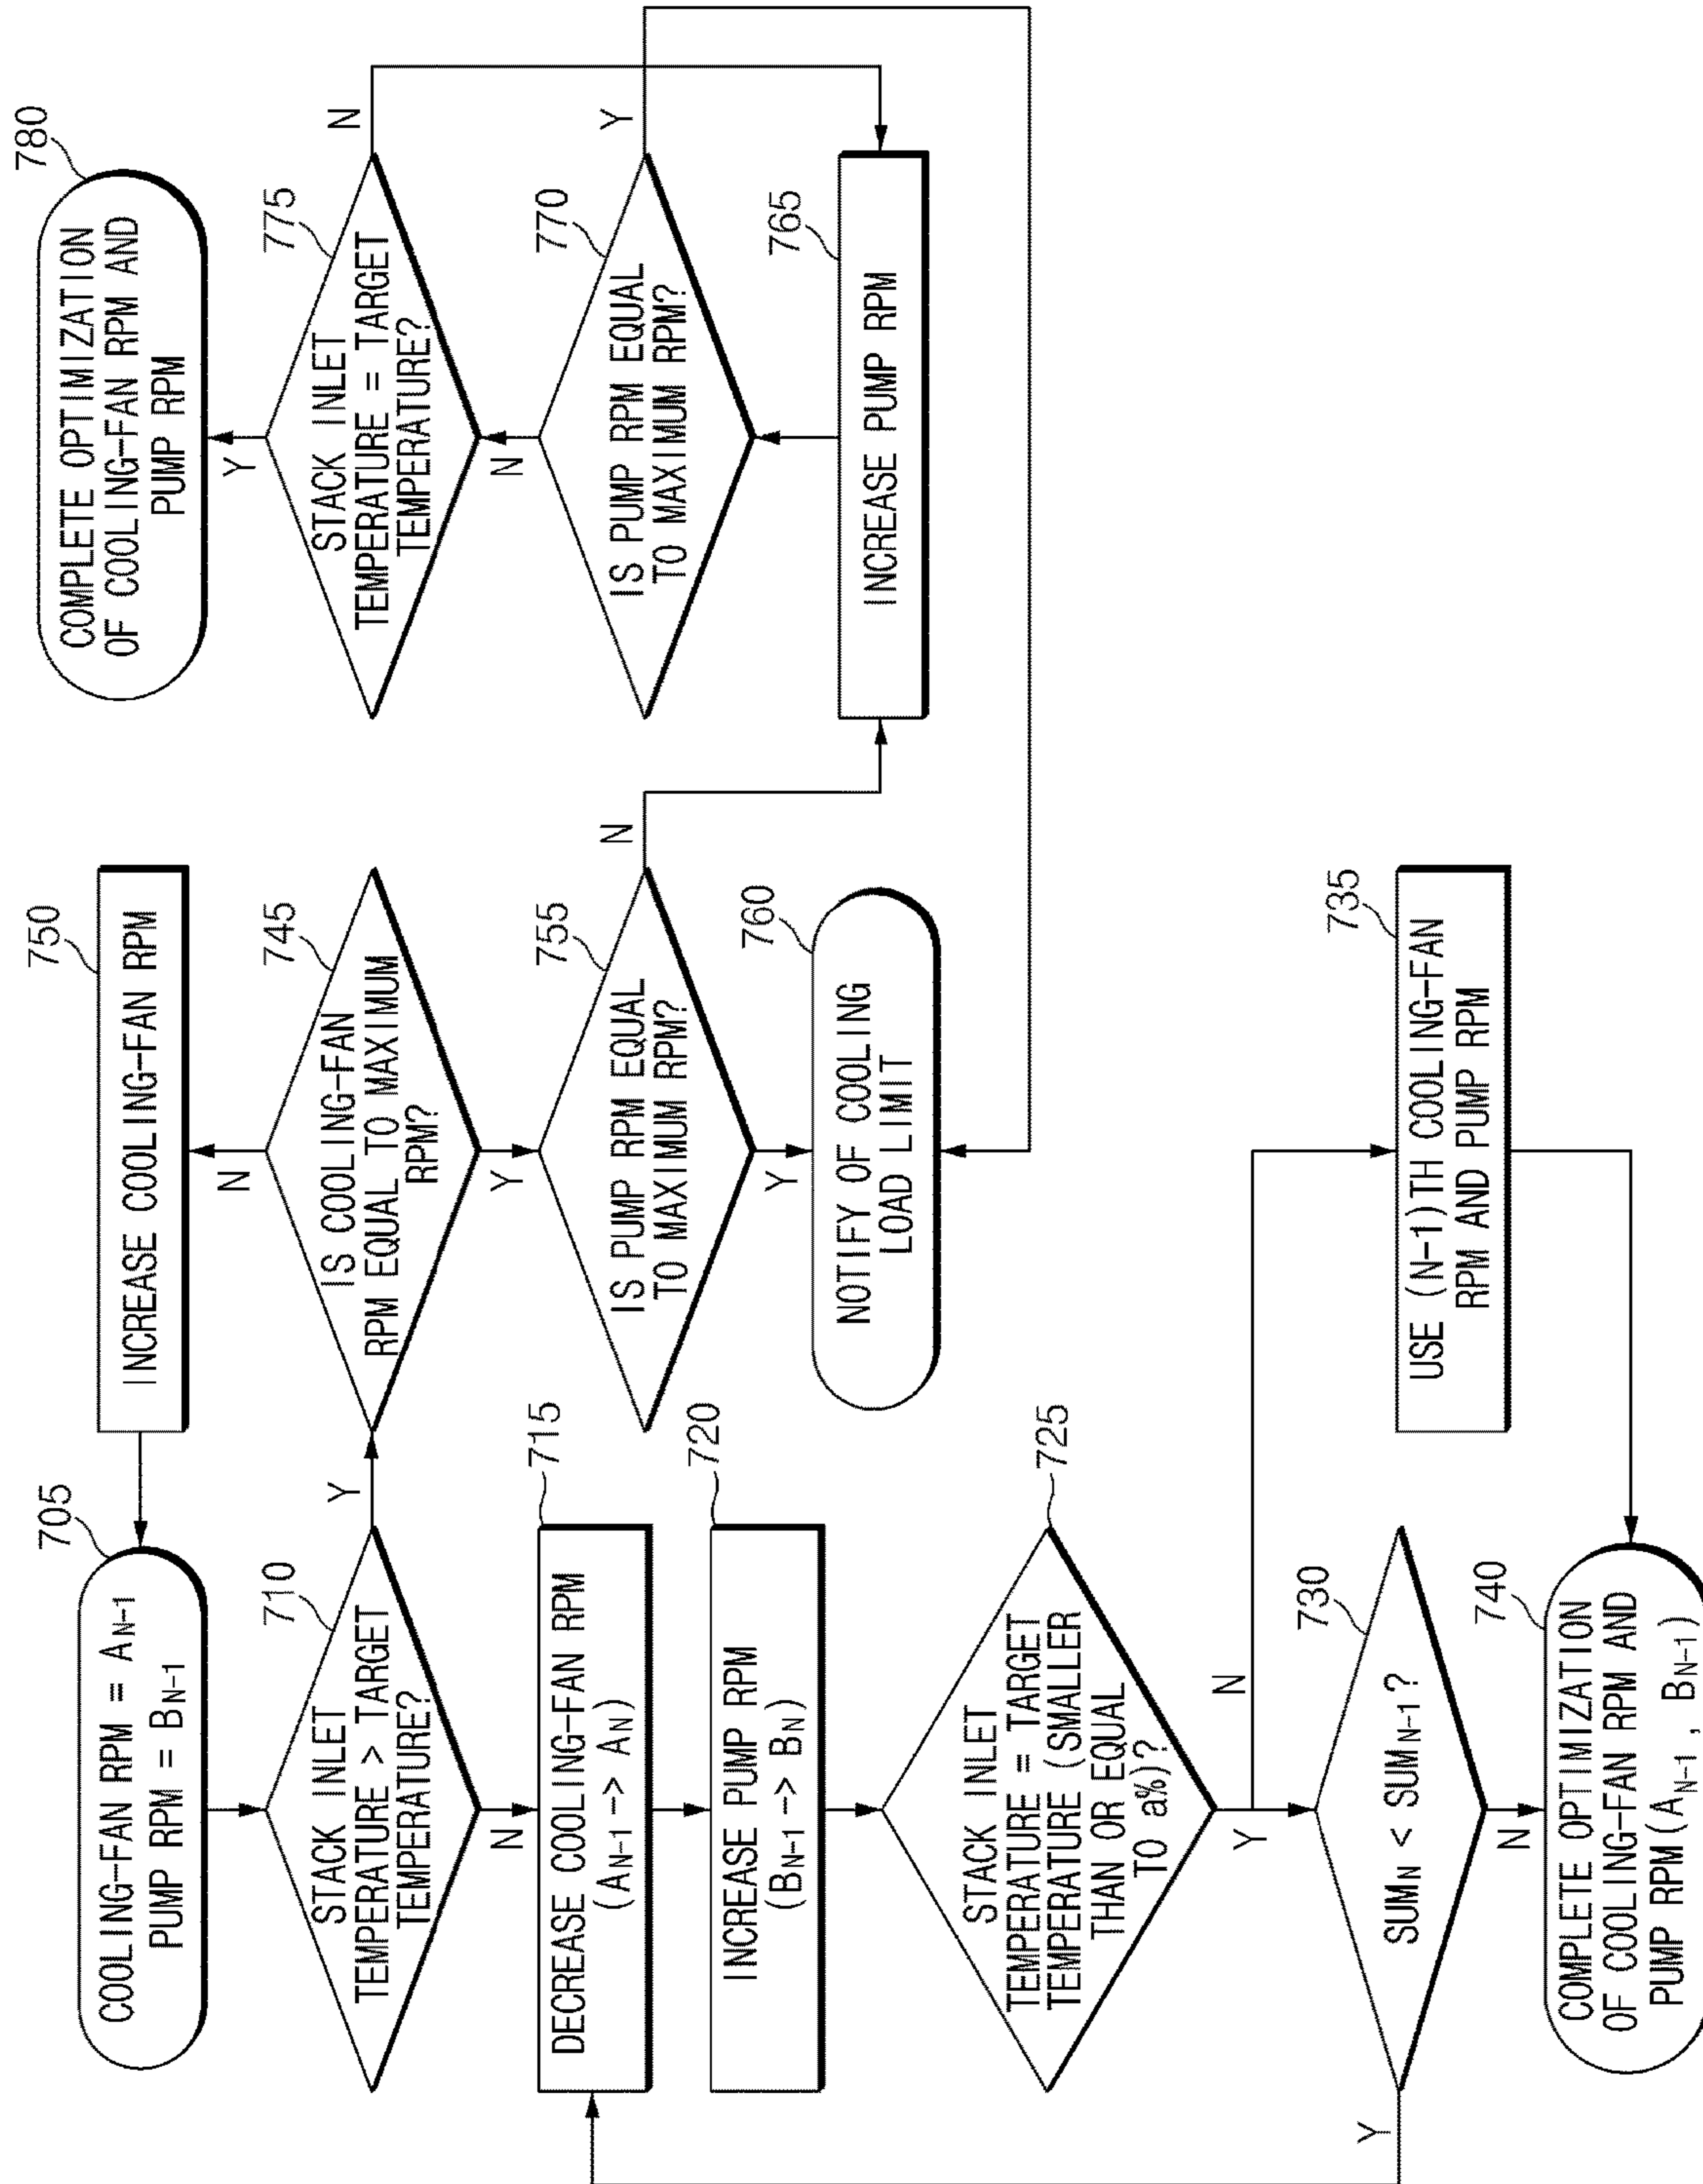 705
COOLING-FAN RPM = A_{N-1}
PUMP RPM = B_{N-1}
710
STACK INLET
TEMPERATURE > TARGET
TEMPERATURE?
Y
N
715
DECREASE COOLING-FAN RPM
(A_{N-1} -> A_N)
720
INCREASE PUMP RPM
(B_{N-1} -> B_N)
725
STACK INLET
TEMPERATURE = TARGET
TEMPERATURE (SMALLER
THAN OR EQUAL
TO a%)?
Y
N
730
SUM_N < SUM_{N-1}?
Y
N
740
COMPLETE OPTIMIZATION
OF COOLING-FAN RPM AND
PUMP RPM(A_{N-1}, B_{N-1})
750
INCREASE COOLING-FAN RPM
N
745
IS COOLING-FAN
RPM EQUAL TO MAXIMUM
RPM?
Y
755
IS PUMP RPM EQUAL
TO MAXIMUM RPM?
N
Y
760
NOTIFY OF COOLING
LOAD LIMIT
735
USE (N-1)TH COOLING-FAN
RPM AND PUMP RPM
780
COMPLETE OPTIMIZATION
OF COOLING-FAN RPM AND
PUMP RPM
Y
775
STACK INLET
TEMPERATURE = TARGET
TEMPERATURE?
N
N
770
IS PUMP RPM EQUAL
TO MAXIMUM RPM?
Y
765
INCREASE PUMP RPM